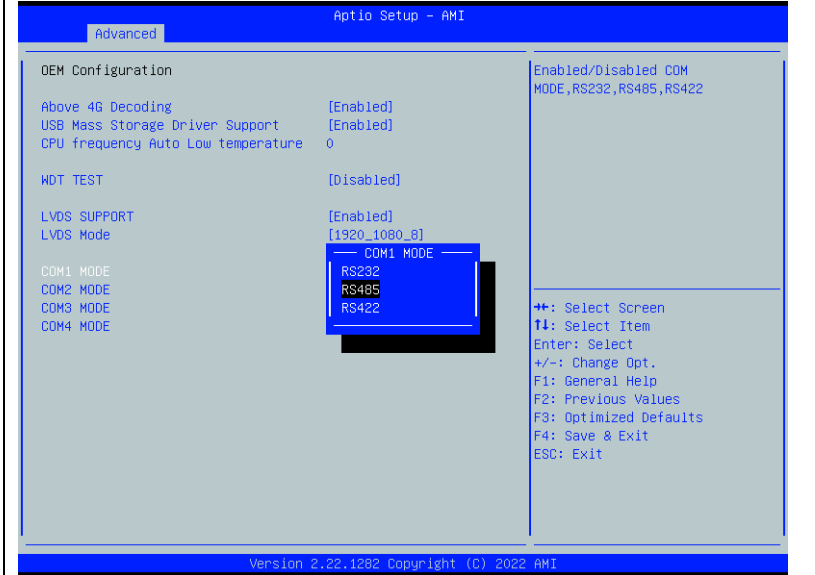 Aptio Setup – AMI
Advanced
OEM Configuration
Above 4G Decoding [Enabled]
USB Mass Storage Driver Support [Enabled]
CPU frequency Auto Low temperature 0
WDT TEST [Disabled]
LVDS SUPPORT [Enabled]
LVDS Mode [1920_1080_8]
COM1 MODE
RS232
RS485
RS422
COM1 MODE
COM2 MODE
COM3 MODE
COM4 MODE
Enabled/Disabled COM
MODE,RS232,RS485,RS422
→←: Select Screen
↑↓: Select Item
Enter: Select
+/-: Change Opt.
F1: General Help
F2: Previous Values
F3: Optimized Defaults
F4: Save & Exit
ESC: Exit
Version 2.22.1282 Copyright (C) 2022 AMI